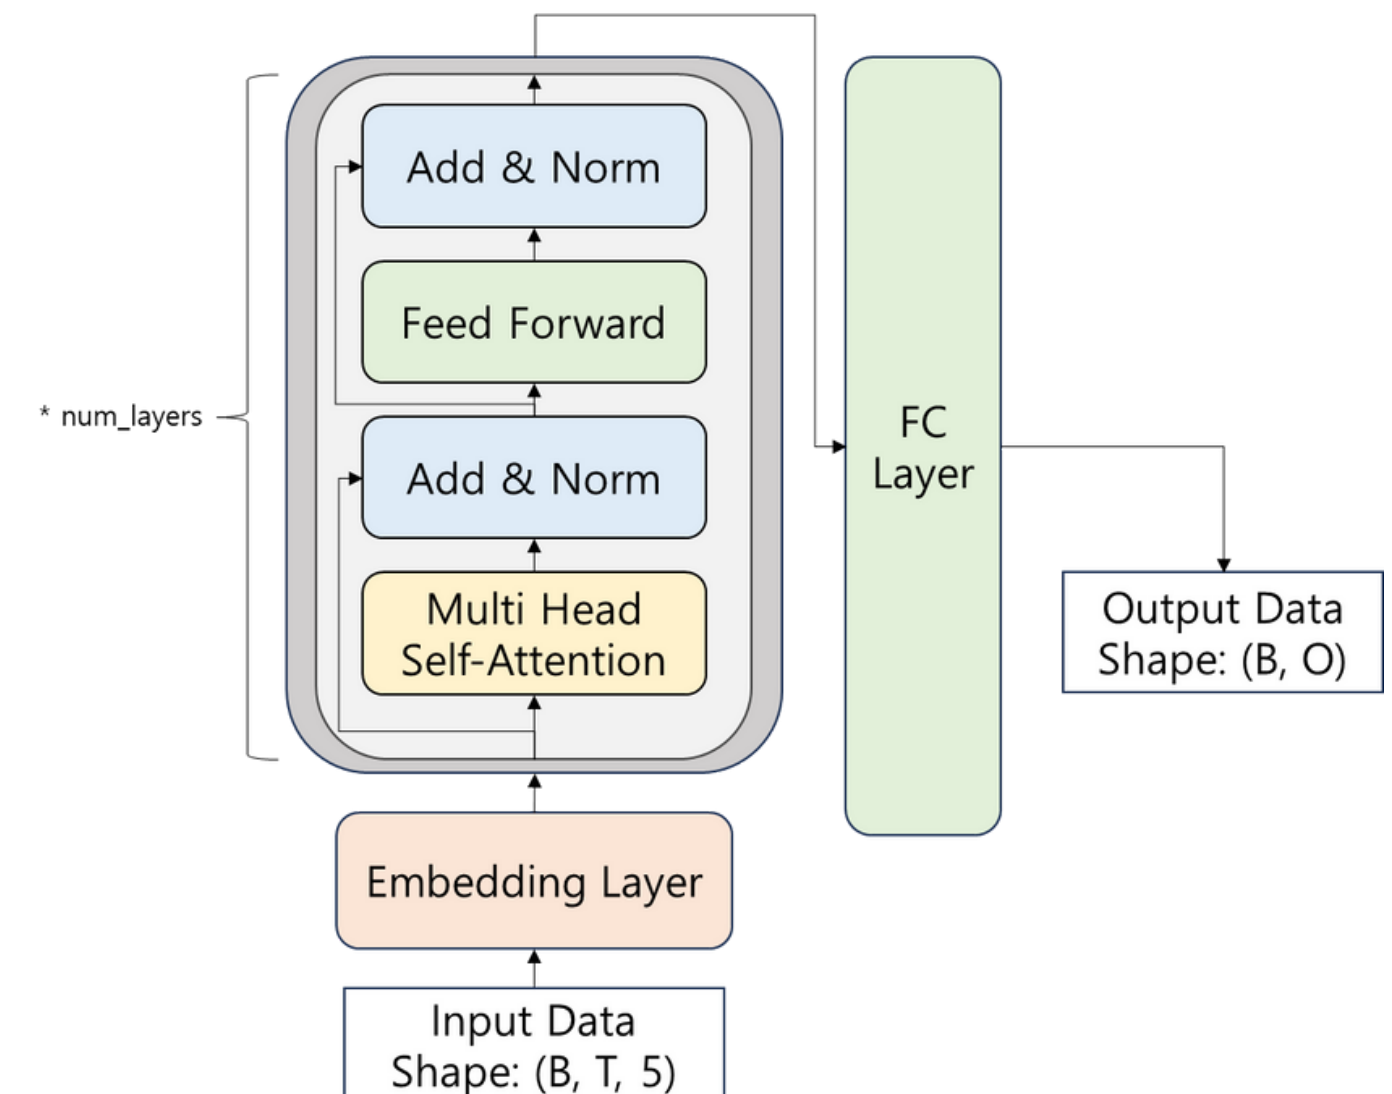 Add & Norm
Feed Forward
* num_layers
Add & Norm
Multi Head
Self-Attention
Embedding Layer
Input Data
Shape: (B, T, 5)
FC
Layer
Output Data
Shape: (B, O)